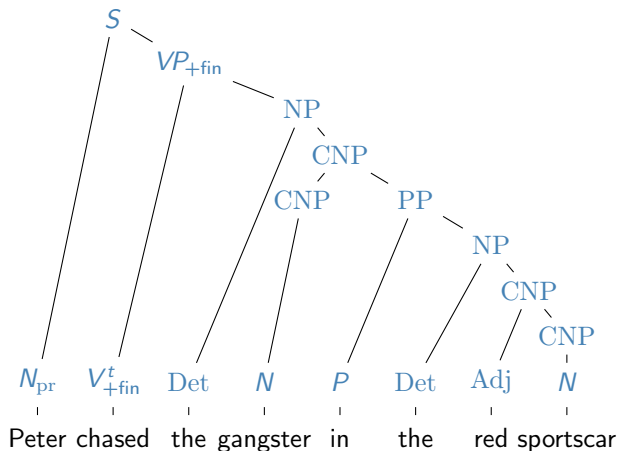 S
VP+fin
NP
CNP
CNP PP
NP
CNP
CNP
Npr Vt+fin Det N P Det Adj N
Peter chased the gangster in the red sportscar